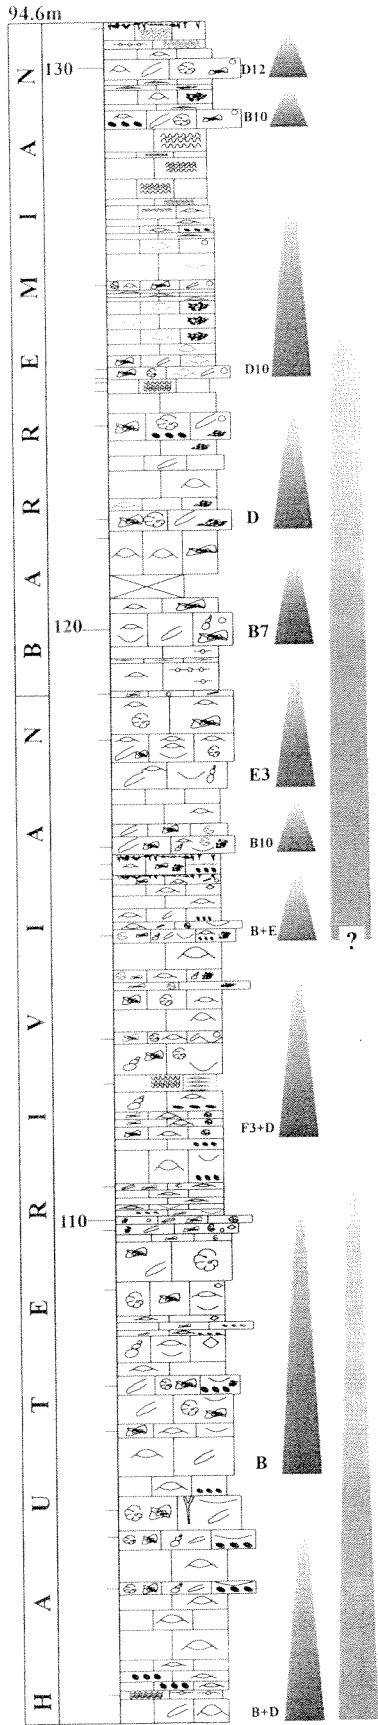 94.6m
130
D12
B10
D10
D
B7
120
E3
B10
B+E
?
F3+D
110
B
B+D
HAUTERIVIAN
BARREMIAN